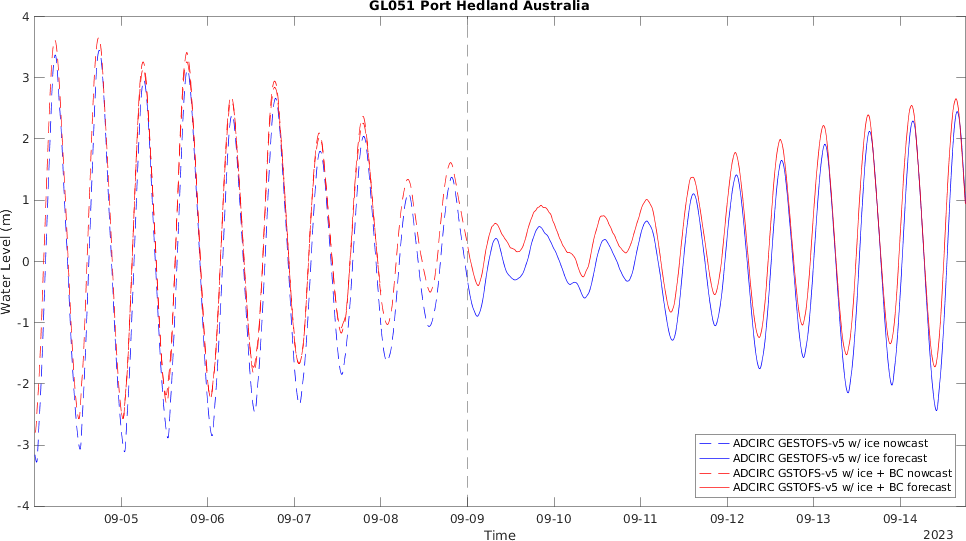 GL051 Port Hedland Australia
4
3
2
1
0
-1
-2
-3
-4
Water Level (m)
ADCIRC GESTOFS-v5 w/ ice nowcast
ADCIRC GESTOFS-v5 w/ ice forecast
ADCIRC GSTOFS-v5 w/ ice + BC nowcast
ADCIRC GSTOFS-v5 w/ ice + BC forecast
09-05 09-06 09-07 09-08 09-09 09-10 09-11 09-12 09-13 09-14
Time
2023